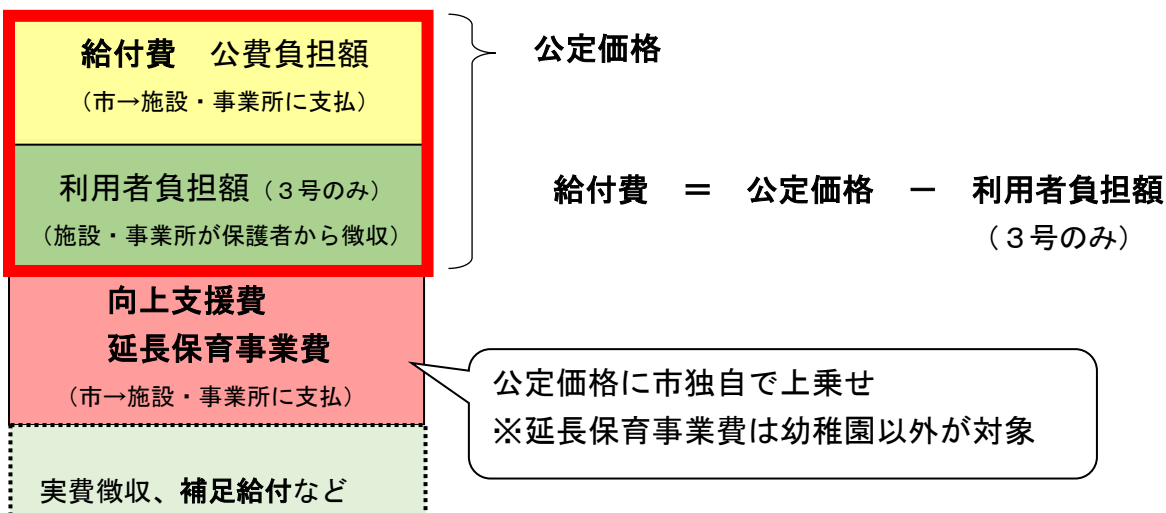 給付費　公費負担額
（市→施設・事業所に支払）
公定価格
利用者負担額（３号のみ）
（施設・事業所が保護者から徴収）
給付費　＝　公定価格　－　利用者負担額
（３号のみ）
向上支援費
延長保育事業費
（市→施設・事業所に支払）
公定価格に市独自で上乗せ
※延長保育事業費は幼稚園以外が対象
実費徴収、補足給付など